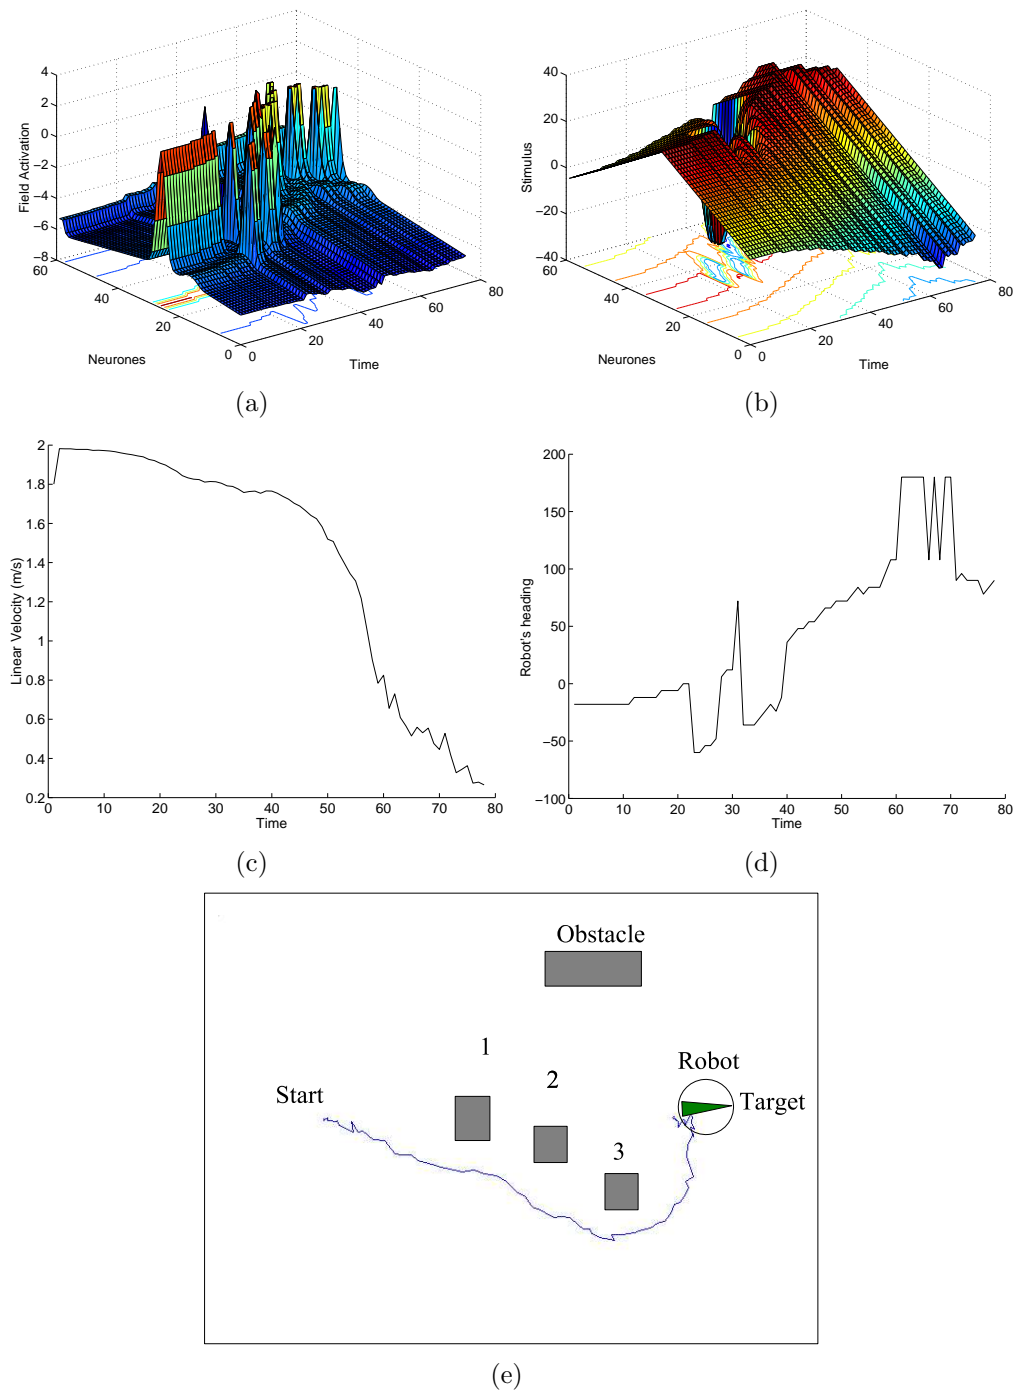 4
2
0
−2
−4
−6
−8
Field Activation
60
40
20
0
Neurones
0
20
40
60
80
Time
(a)
40
20
0
−20
−40
Stimulus
60
40
20
0
Neurones
0
20
40
60
80
Time
(b)
2
1.8
1.6
1.4
1.2
1
0.8
0.6
0.4
0.2
Linear Velocity (m/s)
0 10 20 30 40 50 60 70 80
Time
(c)
200
150
100
50
0
−50
−100
Robot's heading
0 10 20 30 40 50 60 70 80
Time
(d)
Obstacle
1
2
3
Start
Robot
Target
(e)